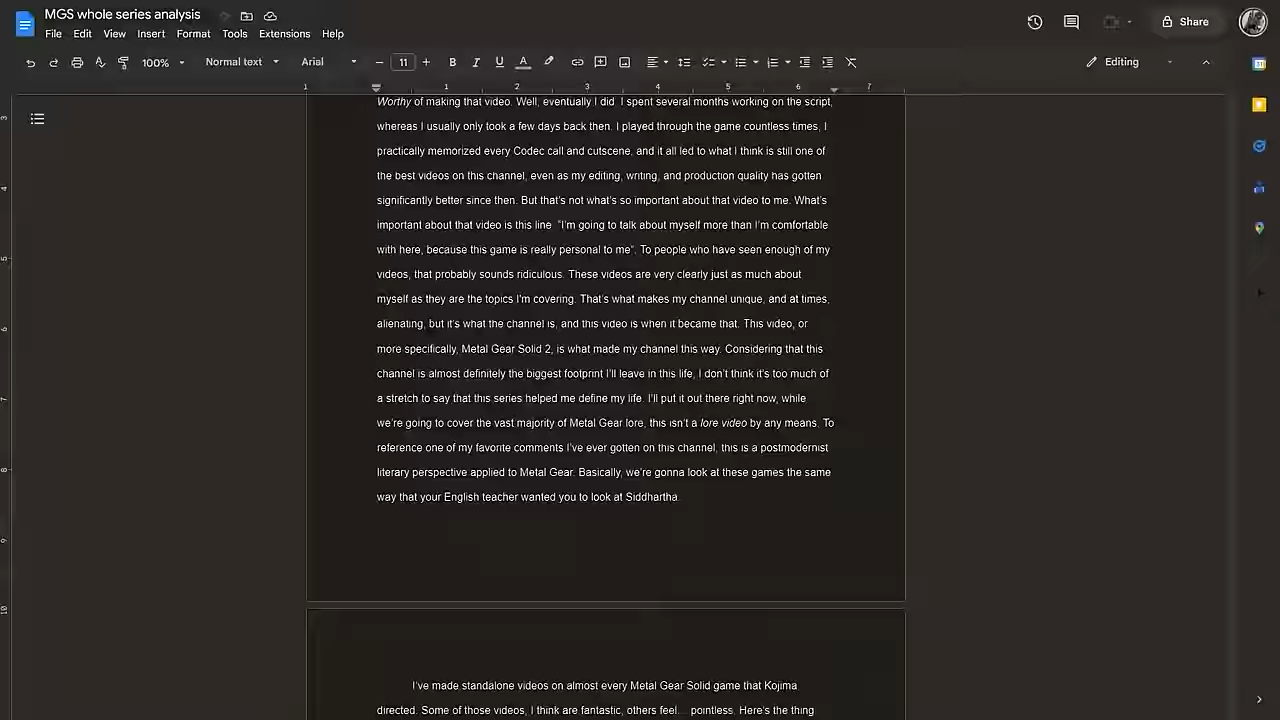 MGS whole series analysis
File Edit View Insert Format Tools Extensions Help
Share
100% Normal text Arial 11 Editing
1 1 2 3 4 5 6 7
Worthy of making that video. Well, eventually I did. I spent several months working on the script,
whereas I usually only took a few days back then. I played through the game countless times, I
practically memorized every Codec call and cutscene, and it all led to what I think is still one of
the best videos on this channel, even as my editing, writing, and production quality has gotten
significantly better since then. But that's not what's so important about that video to me. What's
important about that video is this line "I'm going to talk about myself more than I'm comfortable
with here, because this game is really personal to me". To people who have seen enough of my
videos, that probably sounds ridiculous. These videos are very clearly just as much about
myself as they are the topics I'm covering. That's what makes my channel unique, and at times,
alienating, but it's what the channel is, and this video is when it became that. This video, or
more specifically, Metal Gear Solid 2, is what made my channel this way. Considering that this
channel is almost definitely the biggest footprint I'll leave in this life, I don't think it's too much of
a stretch to say that this series helped me define my life. I'll put it out there right now, while
we're going to cover the vast majority of Metal Gear lore, this isn't a lore video by any means. To
reference one of my favorite comments I've ever gotten on this channel, this is a postmodernist
literary perspective applied to Metal Gear. Basically, we're gonna look at these games the same
way that your English teacher wanted you to look at Siddhartha.
I've made standalone videos on almost every Metal Gear Solid game that Kojima
directed. Some of those videos, I think are fantastic, others feel... pointless. Here's the thing
3
4
5
6
7
8
9
10